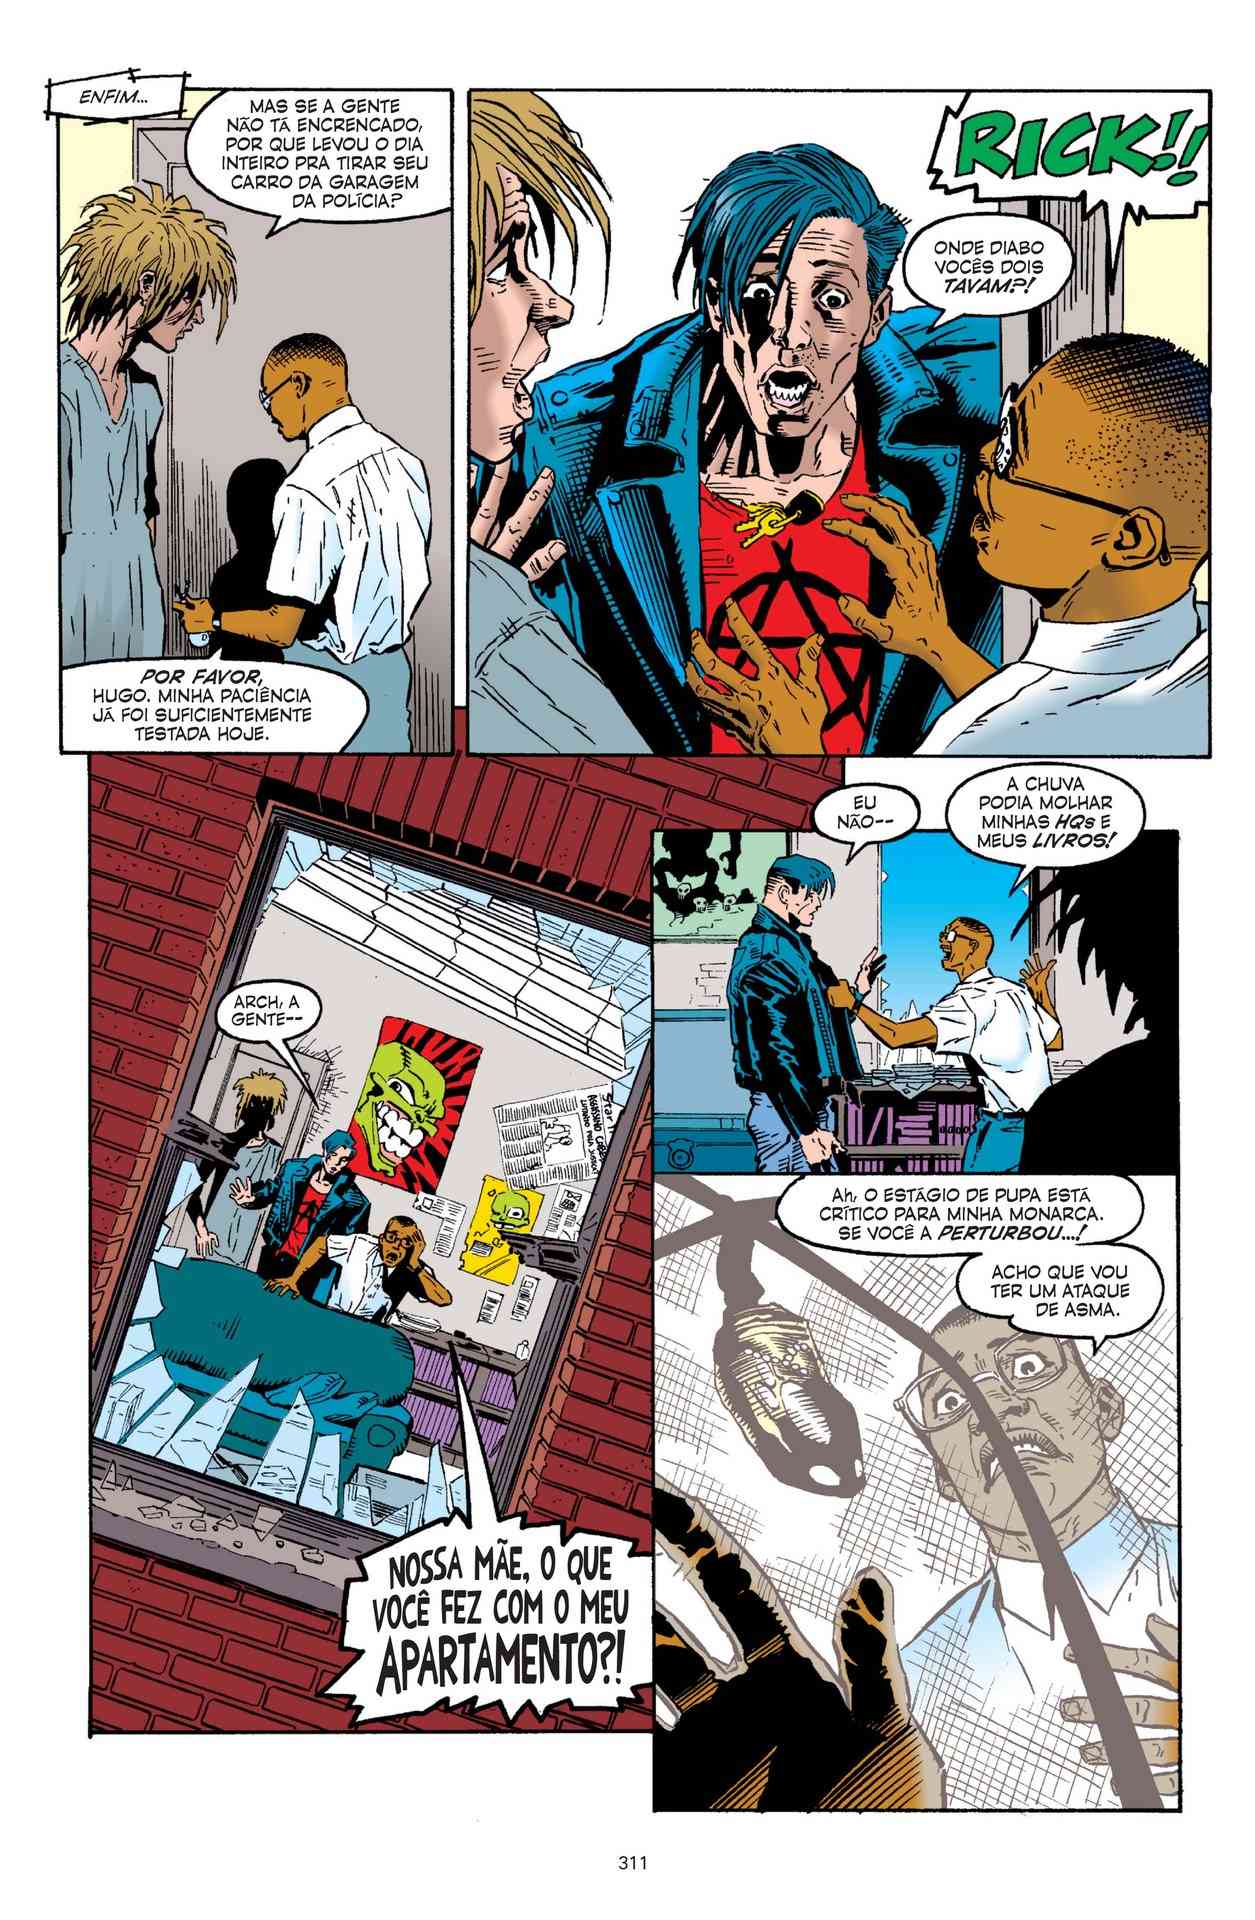 ENFIM...
MAS SE A GENTE
NÃO TÁ ENCRENCADO,
POR QUE LEVOU O DIA
INTEIRO PRA TIRAR SEU
CARRO DA GARAGEM
DA POLÍCIA?
POR FAVOR,
HUGO. MINHA PACIÊNCIA
JÁ FOI SUFICIENTEMENTE
TESTADA HOJE.
RICK!!
ONDE DIABO
VOCÊS DOIS
TAVAM?!
ARCH, A
GENTE--
NOSSA MÃE, O QUE
VOCÊ FEZ COM O MEU
APARTAMENTO?!
EU
NÃO--
A CHUVA
PODIA MOLHAR
MINHAS HQs E
MEUS LIVROS!
Ah, O ESTÁGIO DE PUPA ESTÁ
CRÍTICO PARA MINHA MONARCA.
SE VOCÊ A PERTURBOU...!
ACHO QUE VOU
TER UM ATAQUE
DE ASMA.
311